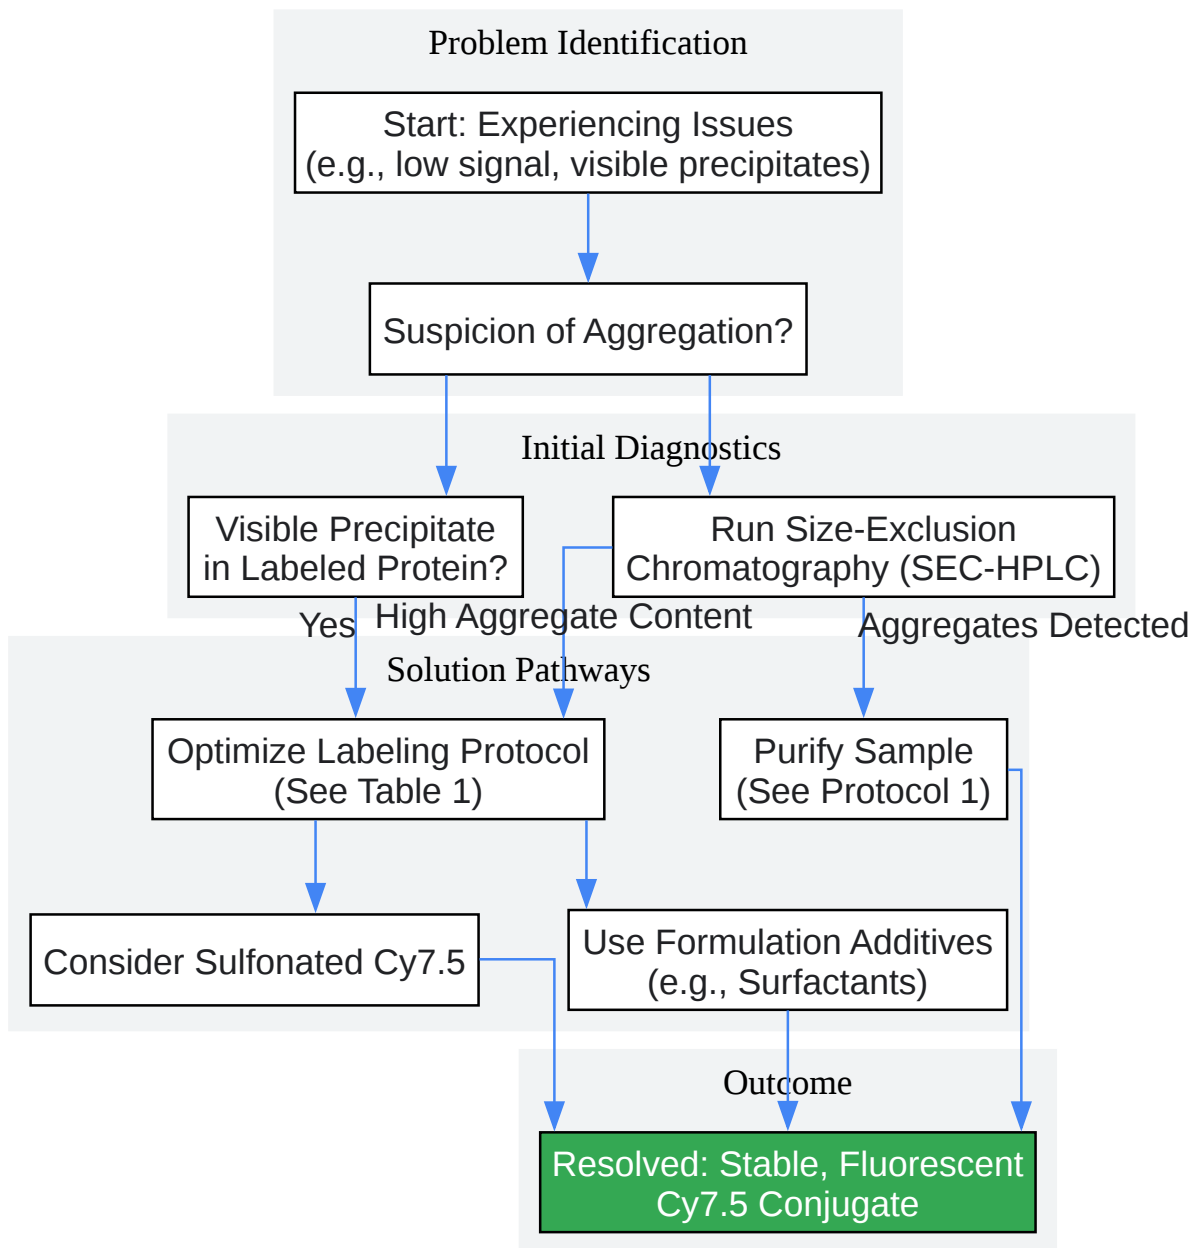 Problem Identification
Start: Experiencing Issues
(e.g., low signal, visible precipitates)
Suspicion of Aggregation?
Initial Diagnostics
Visible Precipitate
in Labeled Protein?
Run Size-Exclusion
Chromatography (SEC-HPLC)
Yes
High Aggregate Content
Aggregates Detected
Solution Pathways
Optimize Labeling Protocol
(See Table 1)
Purify Sample
(See Protocol 1)
Consider Sulfonated Cy7.5
Use Formulation Additives
(e.g., Surfactants)
Outcome
Resolved: Stable, Fluorescent
Cy7.5 Conjugate